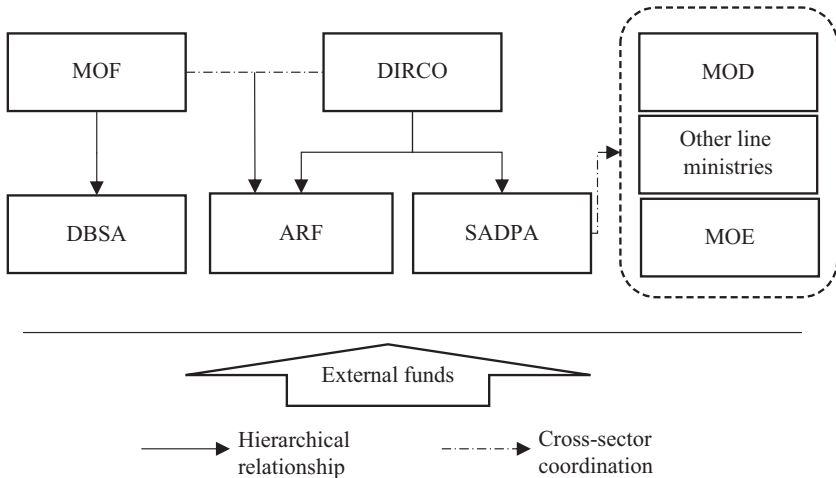 MOF
DIRCO
MOD
Other line
ministries
DBSA
ARF
SADPA
MOE
External funds
Hierarchical
relationship
Cross-sector
coordination